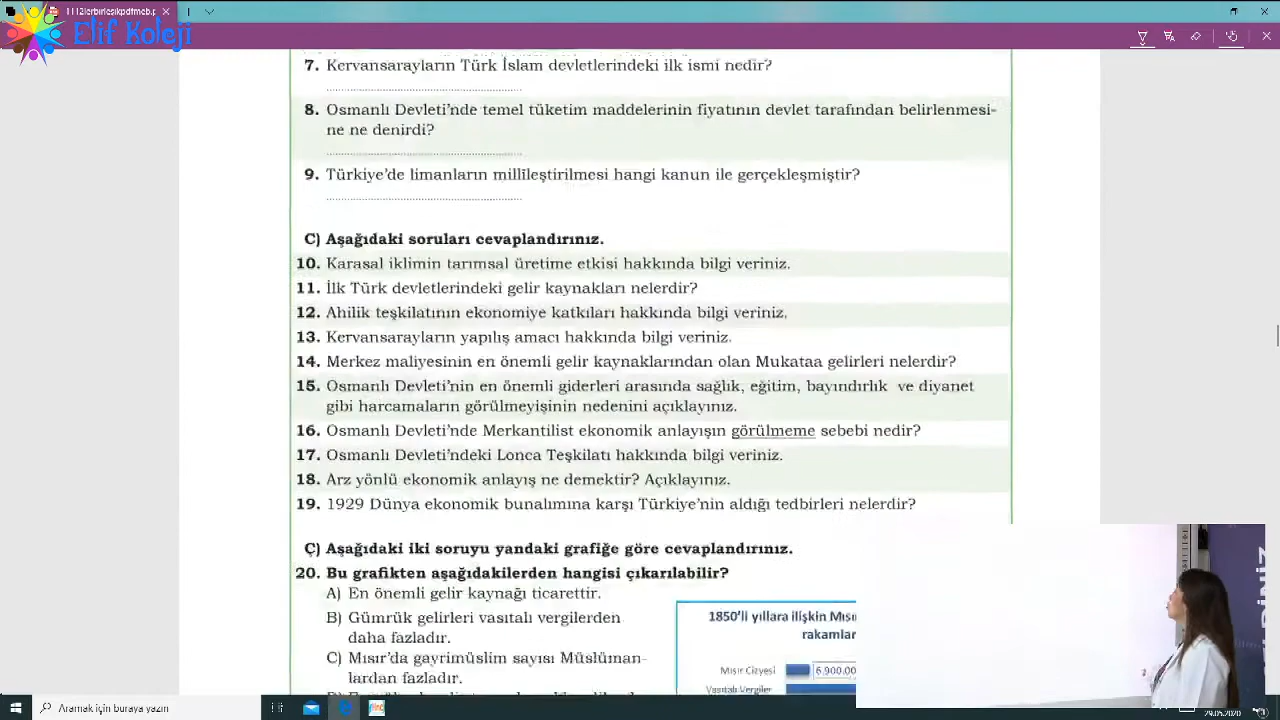 1112lerbirlesikpdfmeb.p
Elif Koleji
7. Kervansarayların Türk İslam devletlerindeki ilk ismi nedir?
8. Osmanlı Devleti'nde temel tüketim maddelerinin fiyatının devlet tarafından belirlenmesi-
ne ne denirdi?
9. Türkiye'de limanların millîleştirilmesi hangi kanun ile gerçekleşmiştir?
C) Aşağıdaki soruları cevaplandırınız.
10. Karasal iklimin tarımsal üretime etkisi hakkında bilgi veriniz.
11. İlk Türk devletlerindeki gelir kaynakları nelerdir?
12. Ahilik teşkilatının ekonomiye katkıları hakkında bilgi veriniz.
13. Kervansarayların yapılış amacı hakkında bilgi veriniz.
14. Merkez maliyesinin en önemli gelir kaynaklarından olan Mukataa gelirleri nelerdir?
15. Osmanlı Devleti'nin en önemli giderleri arasında sağlık, eğitim, bayındırlık ve diyanet
gibi harcamaların görülmeyişinin nedenini açıklayınız.
16. Osmanlı Devleti'nde Merkantilist ekonomik anlayışın görülmeme sebebi nedir?
17. Osmanlı Devleti'ndeki Lonca Teşkilatı hakkında bilgi veriniz.
18. Arz yönlü ekonomik anlayış ne demektir? Açıklayınız.
19. 1929 Dünya ekonomik bunalımına karşı Türkiye'nin aldığı tedbirleri nelerdir?
Ç) Aşağıdaki iki soruyu yandaki grafiğe göre cevaplandırınız.
20. Bu grafikten aşağıdakilerden hangisi çıkarılabilir?
A) En önemli gelir kaynağı ticarettir.
B) Gümrük gelirleri vasıtalı vergilerden
daha fazladır.
C) Mısır'da gayrimüslim sayısı Müslüman-
lardan fazladır.
1850'li yıllara ilişkin Mısı
rakamlar
Mısır Cizyesi 6.900.00
Vasıtalı Vergiler
Aramak için buraya yazın
29.05.2020